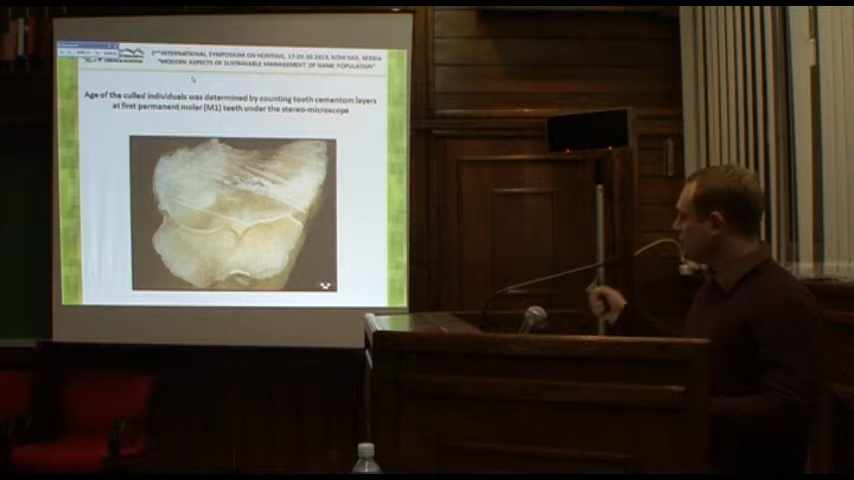 2ND INTERNATIONAL SYMPOSIUM ON HUNTING, 17-20.10.2013, NOVI SAD, SERBIA
"MODERN ASPECTS OF SUSTAINABLE MANAGEMENT OF GAME POPULATION"
Age of the culled individuals was determined by counting tooth cementom layers
at first permanent molar (M1) teeth under the stereo-microscope